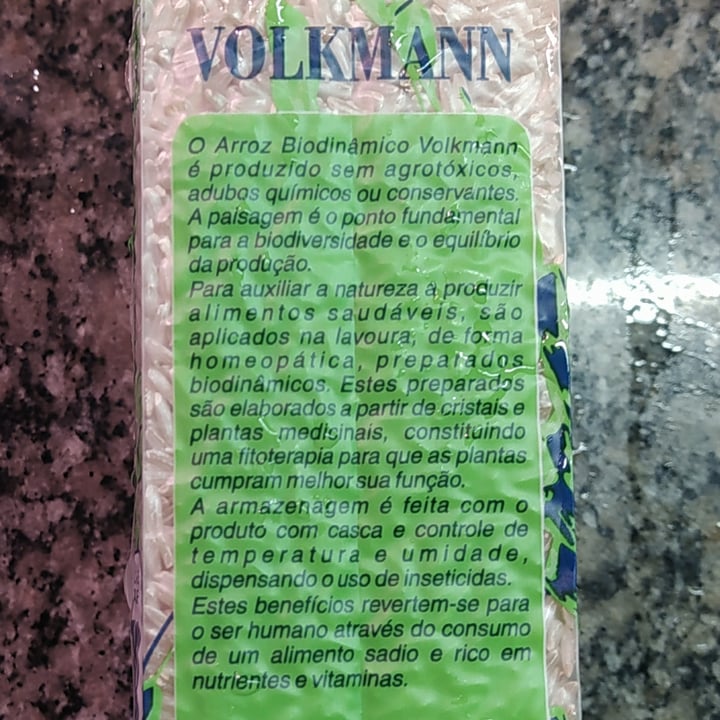 VOLKMANN
O Arroz Biodinâmico Volkmann
é produzido sem agrotóxicos,
adubos químicos ou conservantes.
A paisagem é o ponto fundamental
para a biodiversidade e o equilíbrio
da produção.
Para auxiliar a natureza a produzir
alimentos saudáveis, são
aplicados na lavoura, de forma
homeopática, preparados
biodinâmicos. Estes preparados
são elaborados a partir de cristais e
plantas medicinais, constituindo
uma fitoterapia para que as plantas
cumpram melhor sua função.
A armazenagem é feita com o
produto com casca e controle de
temperatura e umidade,
dispensando o uso de inseticidas.
Estes benefícios revertem-se para
o ser humano através do consumo
de um alimento sadio e rico em
nutrientes e vitaminas.